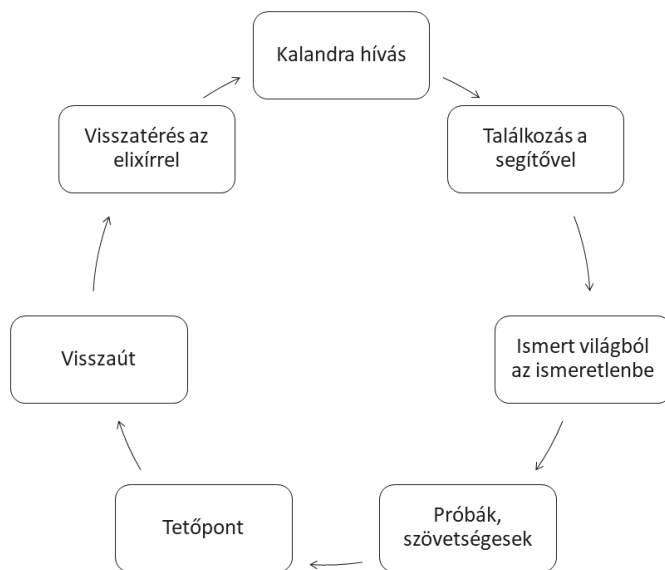 Kalandra hívás
Találkozás a
segítővel
Ismert világból
az ismeretlenbe
Próbák,
szövetségesek
Tetőpont
Visszaút
Visszatérés az
elixírrel